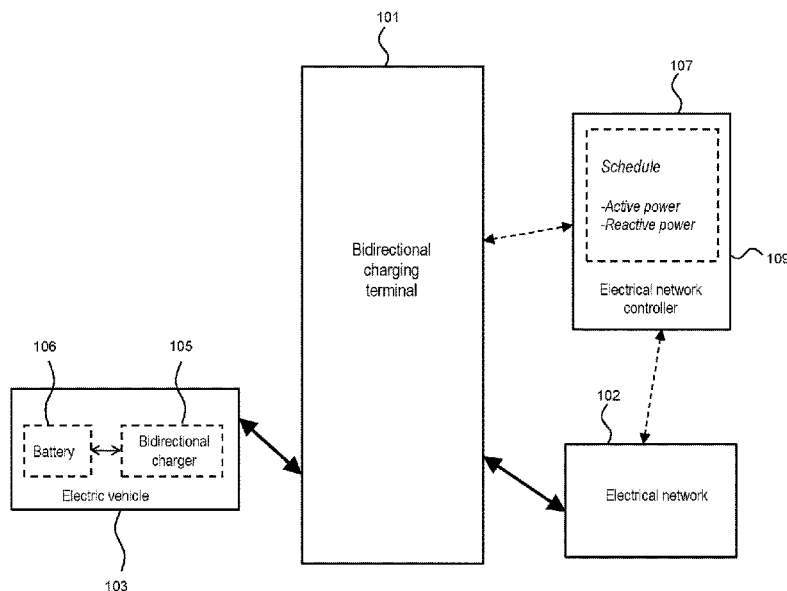 101
107
Schedule
-Active power
-Reactive power
109
Electrical network
controller
Bidirectional
charging
terminal
106
105
102
Battery
Bidirectional
charger
Electric vehicle
103
Electrical network